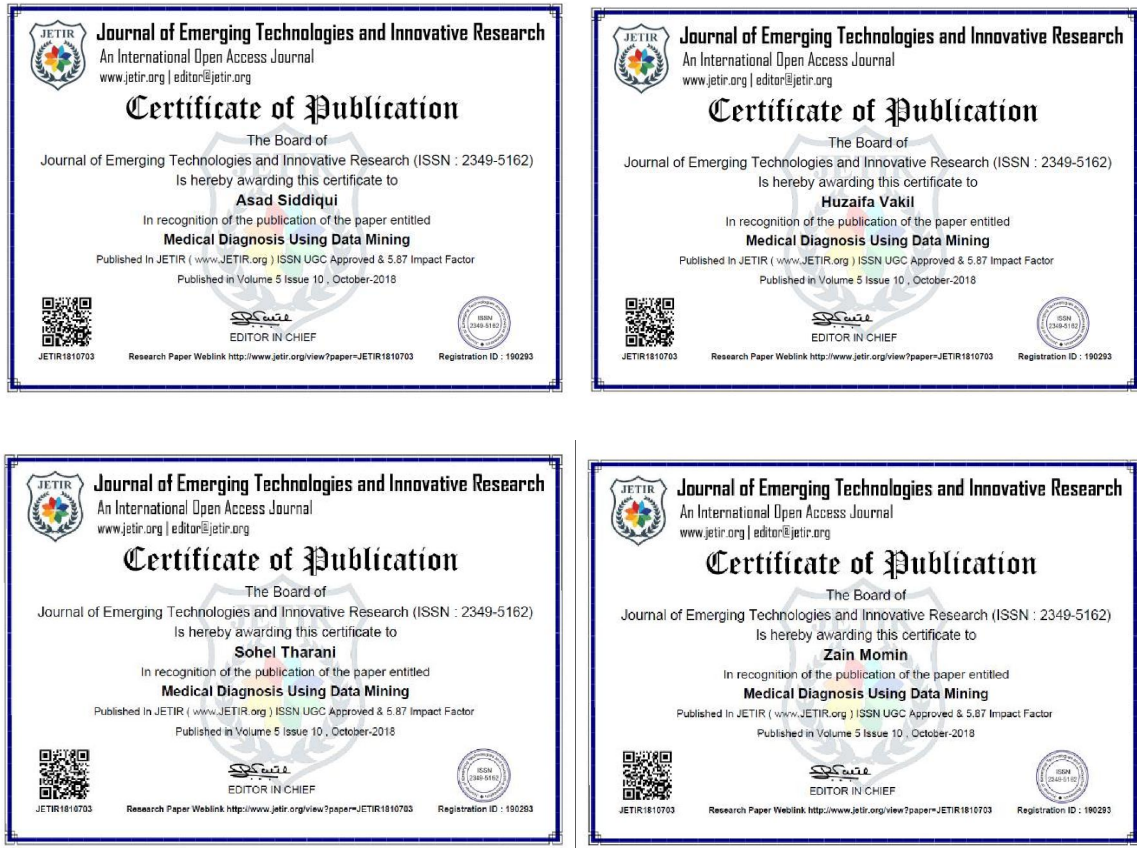 JETIR
Journal of Emerging Technologies and Innovative Research
An International Open Access Journal
www.jetir.org | editor@jetir.org
Certificate of Publication
The Board of
Journal of Emerging Technologies and Innovative Research (ISSN : 2349-5162)
Is hereby awarding this certificate to
Asad Siddiqui
In recognition of the publication of the paper entitled
Medical Diagnosis Using Data Mining
Published In JETIR ( www.JETIR.org ) ISSN UGC Approved & 5.87 Impact Factor
Published in Volume 5 Issue 10 , October-2018
EDITOR IN CHIEF
ISSN
2349-5162
JETIR1810703
Research Paper Weblink http://www.jetir.org/view?paper=JETIR1810703
Registration ID : 190293
JETIR
Journal of Emerging Technologies and Innovative Research
An International Open Access Journal
www.jetir.org | editor@jetir.org
Certificate of Publication
The Board of
Journal of Emerging Technologies and Innovative Research (ISSN : 2349-5162)
Is hereby awarding this certificate to
Huzaifa Vakil
In recognition of the publication of the paper entitled
Medical Diagnosis Using Data Mining
Published In JETIR ( www.JETIR.org ) ISSN UGC Approved & 5.87 Impact Factor
Published in Volume 5 Issue 10 , October-2018
EDITOR IN CHIEF
ISSN
2349-5162
JETIR1810703
Research Paper Weblink http://www.jetir.org/view?paper=JETIR1810703
Registration ID : 190293
JETIR
Journal of Emerging Technologies and Innovative Research
An International Open Access Journal
www.jetir.org | editor@jetir.org
Certificate of Publication
The Board of
Journal of Emerging Technologies and Innovative Research (ISSN : 2349-5162)
Is hereby awarding this certificate to
Sohel Tharani
In recognition of the publication of the paper entitled
Medical Diagnosis Using Data Mining
Published In JETIR ( www.JETIR.org ) ISSN UGC Approved & 5.87 Impact Factor
Published in Volume 5 Issue 10 , October-2018
EDITOR IN CHIEF
ISSN
2349-5162
JETIR1810703
Research Paper Weblink http://www.jetir.org/view?paper=JETIR1810703
Registration ID : 190293
JETIR
Journal of Emerging Technologies and Innovative Research
An International Open Access Journal
www.jetir.org | editor@jetir.org
Certificate of Publication
The Board of
Journal of Emerging Technologies and Innovative Research (ISSN : 2349-5162)
Is hereby awarding this certificate to
Zain Momin
In recognition of the publication of the paper entitled
Medical Diagnosis Using Data Mining
Published In JETIR ( www.JETIR.org ) ISSN UGC Approved & 5.87 Impact Factor
Published in Volume 5 Issue 10 , October-2018
EDITOR IN CHIEF
ISSN
2349-5162
JETIR1810703
Research Paper Weblink http://www.jetir.org/view?paper=JETIR1810703
Registration ID : 190293